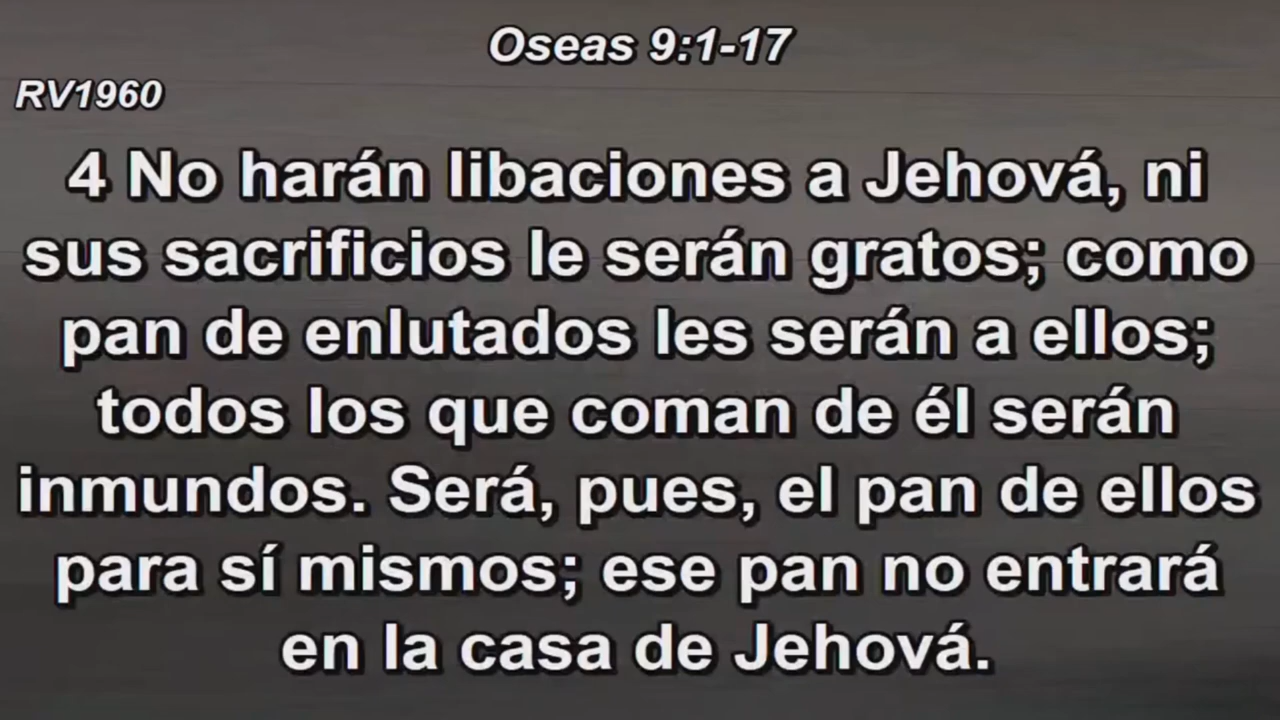 Oseas 9:1-17
RV1960
4 No harán libaciones a Jehová, ni
sus sacrificios le serán gratos; como
pan de enlutados les serán a ellos;
todos los que coman de él serán
inmundos. Será, pues, el pan de ellos
para sí mismos; ese pan no entrará
en la casa de Jehová.